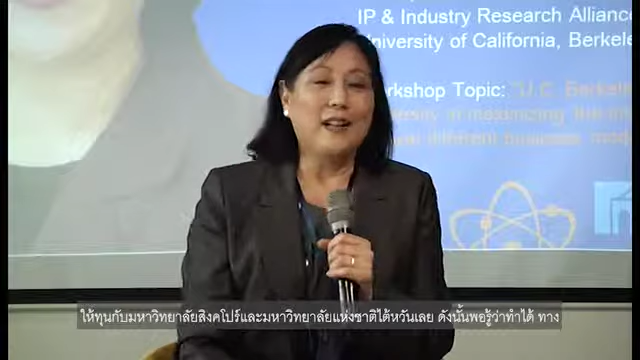 IP & Industry Research Alliance
University of California, Berkele
rkshop Topic: "U.C. Berkele
ให้ทุนกับมหาวิทยาลัยสิงคโปร์และมหาวิทยาลัยแห่งชาติไต้หวันเลย ดังนั้นพอรู้ว่าทำได้ ทาง